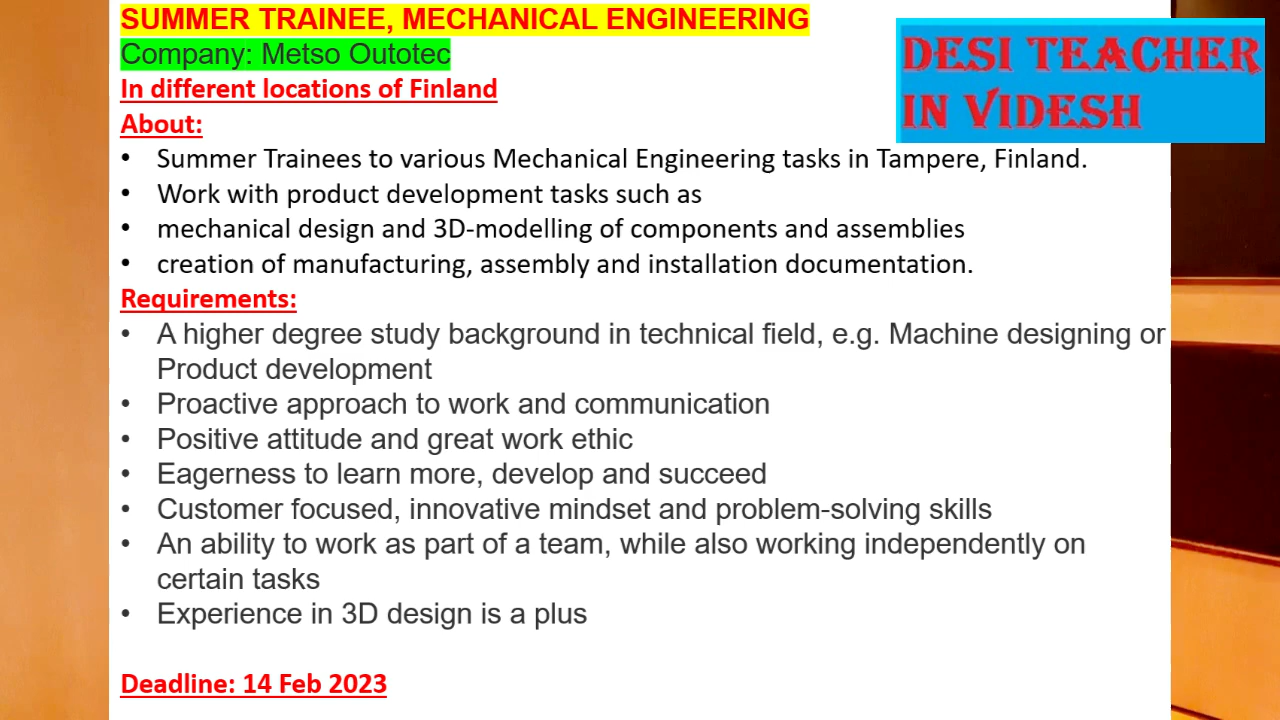 SUMMER TRAINEE, MECHANICAL ENGINEERING
Company: Metso Outotec
In different locations of Finland
About:
• Summer Trainees to various Mechanical Engineering tasks in Tampere, Finland.
• Work with product development tasks such as
• mechanical design and 3D-modelling of components and assemblies
• creation of manufacturing, assembly and installation documentation.
Requirements:
• A higher degree study background in technical field, e.g. Machine designing or
Product development
• Proactive approach to work and communication
• Positive attitude and great work ethic
• Eagerness to learn more, develop and succeed
• Customer focused, innovative mindset and problem-solving skills
• An ability to work as part of a team, while also working independently on
certain tasks
• Experience in 3D design is a plus
Deadline: 14 Feb 2023
DESI TEACHER
IN VIDESH